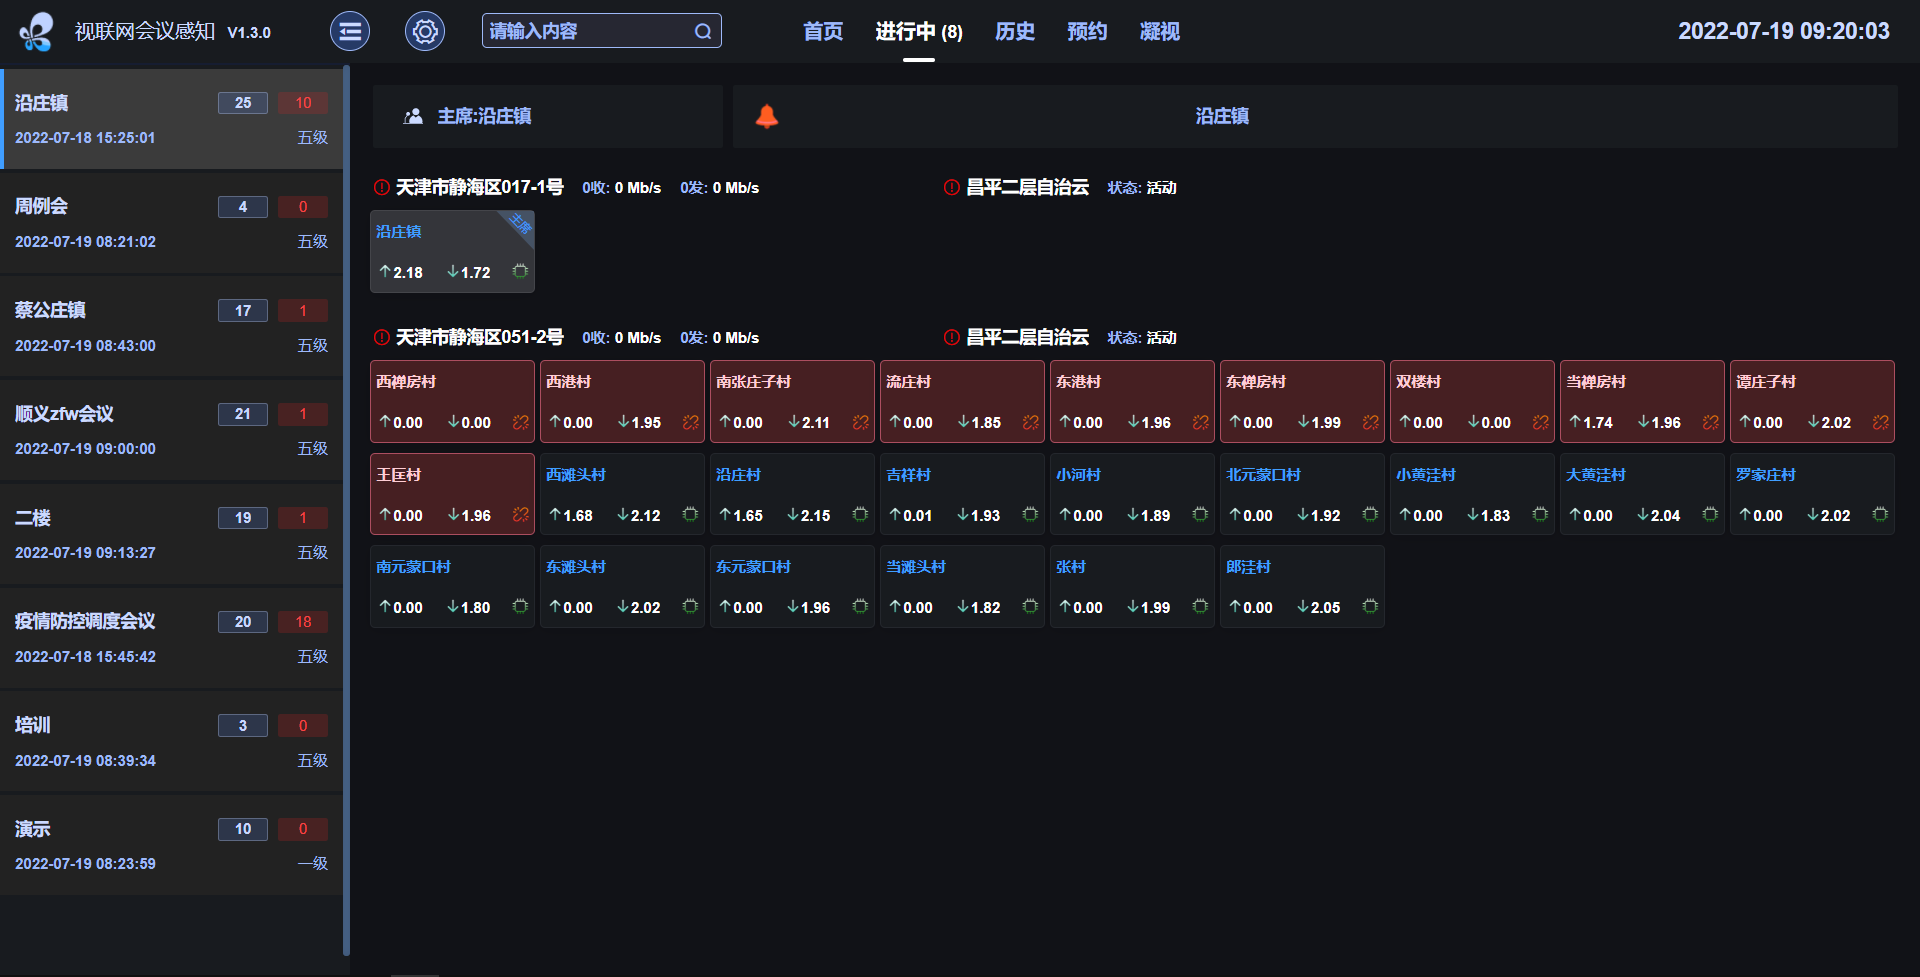 视联网会议感知 V1.3.0
请输入内容
首页 进行中 (8) 历史 预约 凝视
2022-07-19 09:20:03
沿庄镇 25 10
2022-07-18 15:25:01 五级
周例会 4 0
2022-07-19 08:21:02 五级
蔡公庄镇 17 1
2022-07-19 08:43:00 五级
顺义zfw会议 21 1
2022-07-19 09:00:00 五级
二楼 19 1
2022-07-19 09:13:27 五级
疫情防控调度会议 20 18
2022-07-18 15:45:42 五级
培训 3 0
2022-07-19 08:39:34 五级
演示 10 0
2022-07-19 08:23:59 一级
主席:沿庄镇
沿庄镇
天津市静海区017-1号 0收: 0 Mb/s 0发: 0 Mb/s 昌平二层自治云 状态: 活动
沿庄镇 主席
↑2.18 ↓1.72
天津市静海区051-2号 0收: 0 Mb/s 0发: 0 Mb/s 昌平二层自治云 状态: 活动
西禅房村 西港村 南张庄子村 流庄村 东港村 东禅房村 双楼村 当禅房村 谭庄子村
↑0.00 ↓0.00 ↑0.00 ↓1.95 ↑0.00 ↓2.11 ↑0.00 ↓1.85 ↑0.00 ↓1.96 ↑0.00 ↓1.99 ↑0.00 ↓0.00 ↑1.74 ↓1.96 ↑0.00 ↓2.02
王匡村 西滩头村 沿庄村 吉祥村 小河村 北元蒙口村 小黄洼村 大黄洼村 罗家庄村
↑0.00 ↓1.96 ↑1.68 ↓2.12 ↑1.65 ↓2.15 ↑0.01 ↓1.93 ↑0.00 ↓1.89 ↑0.00 ↓1.92 ↑0.00 ↓1.83 ↑0.00 ↓2.04 ↑0.00 ↓2.02
南元蒙口村 东滩头村 东元蒙口村 当滩头村 张村 郎洼村
↑0.00 ↓1.80 ↑0.00 ↓2.02 ↑0.00 ↓1.96 ↑0.00 ↓1.82 ↑0.00 ↓1.99 ↑0.00 ↓2.05